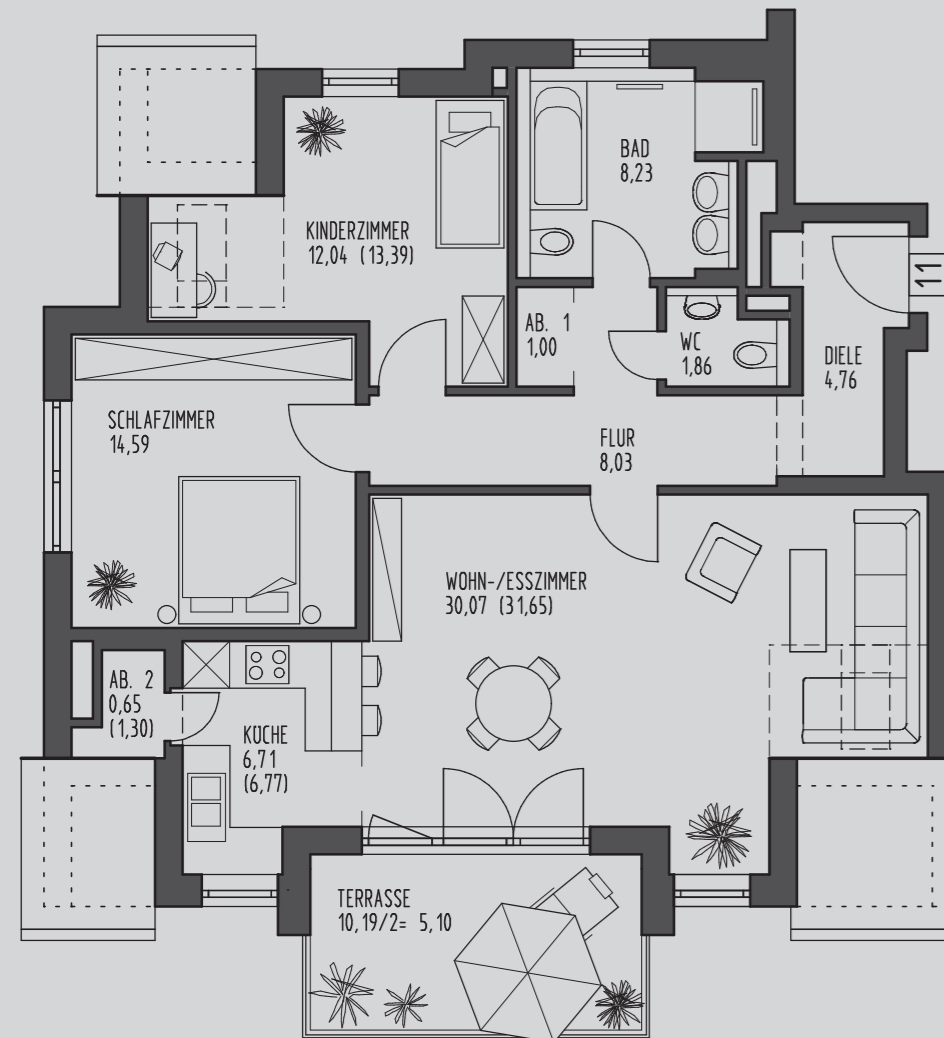 BAD
8,23
KINDERZIMMER
12,04 (13,39)
11
AB. 1
1,00
WC
1,86
DIELE
4,76
SCHLAFZIMMER
14,59
FLUR
8,03
WOHN-/ESSZIMMER
30,07 (31,65)
AB. 2
0,65
(1,30)
KÜCHE
6,71
(6,77)
TERRASSE
10,19/2= 5,10